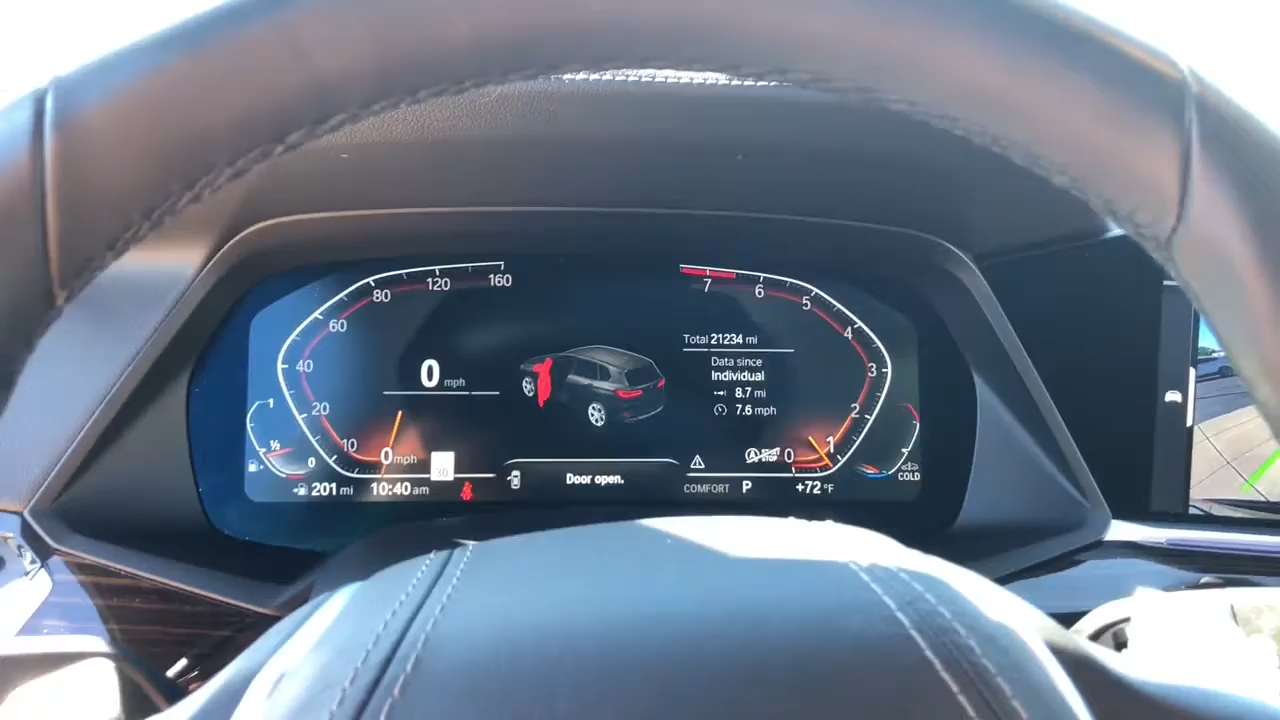 160
120
80
60
40
20
10
0 mph
0 mph
1
½
0
201 mi
10:40 am
30
Door open.
7
6
5
4
3
2
1
0
Total 21234 mi
Data since
Individual
8.7 mi
7.6 mph
COMFORT P
+72 °F
COLD